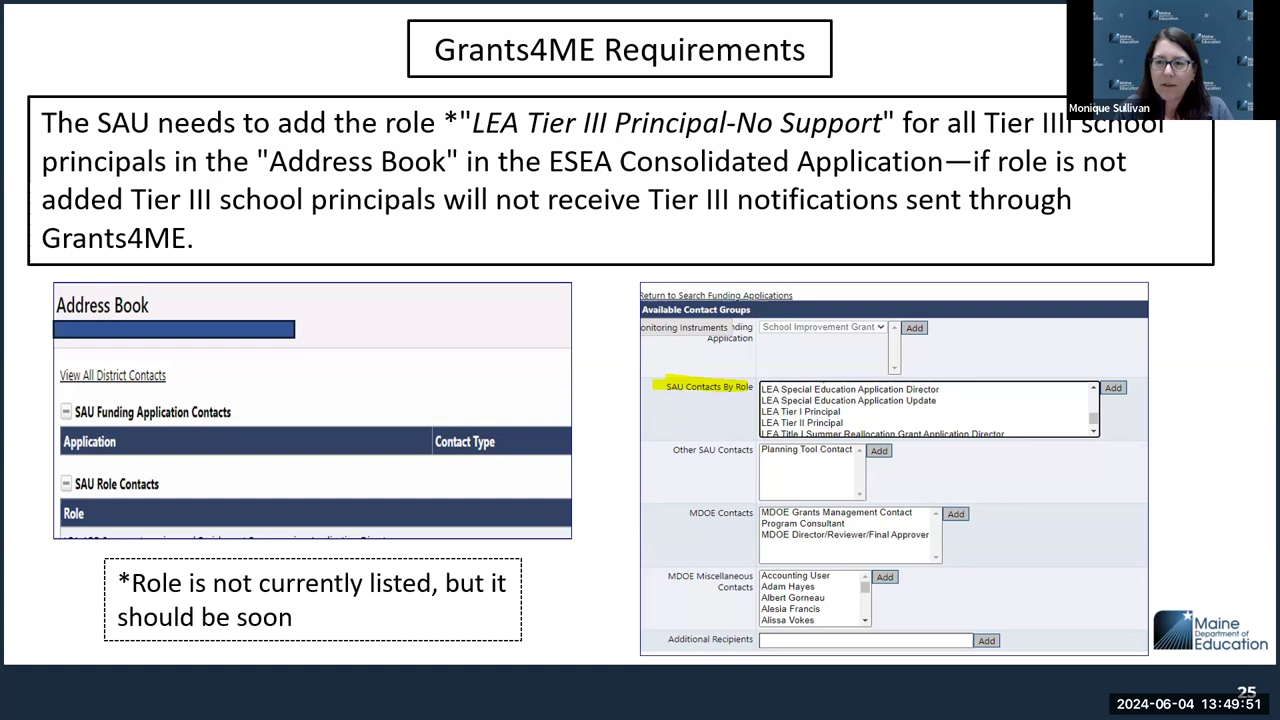 Grants4ME Requirements
Monique Sullivan
The SAU needs to add the role *"LEA Tier III Principal-No Support" for all Tier IIII school
principals in the "Address Book" in the ESEA Consolidated Application—if role is not
added Tier III school principals will not receive Tier III notifications sent through
Grants4ME.
Address Book
View All District Contacts
SAU Funding Application Contacts
Application Contact Type
SAU Role Contacts
Role
*Role is not currently listed, but it
should be soon
Return to Search Funding Applications
Available Contact Groups
onitoring Instruments nding School Improvement Grant Add
Application
SAU Contacts By Role LEA Special Education Application Director Add
LEA Special Education Application Update
LEA Tier I Principal
LEA Tier II Principal
LEA Title I Summer Reallocation Grant Application Director
Other SAU Contacts Planning Tool Contact Add
MDOE Contacts MDOE Grants Management Contact Add
Program Consultant
MDOE Director/Reviewer/Final Approver
MDOE Miscellaneous Accounting User Add
Contacts Adam Hayes
Albert Gorneau
Alesia Francis
Alissa Vokes
Additional Recipients Add
Maine
Department of
Education
25
2024-06-04 13:49:51